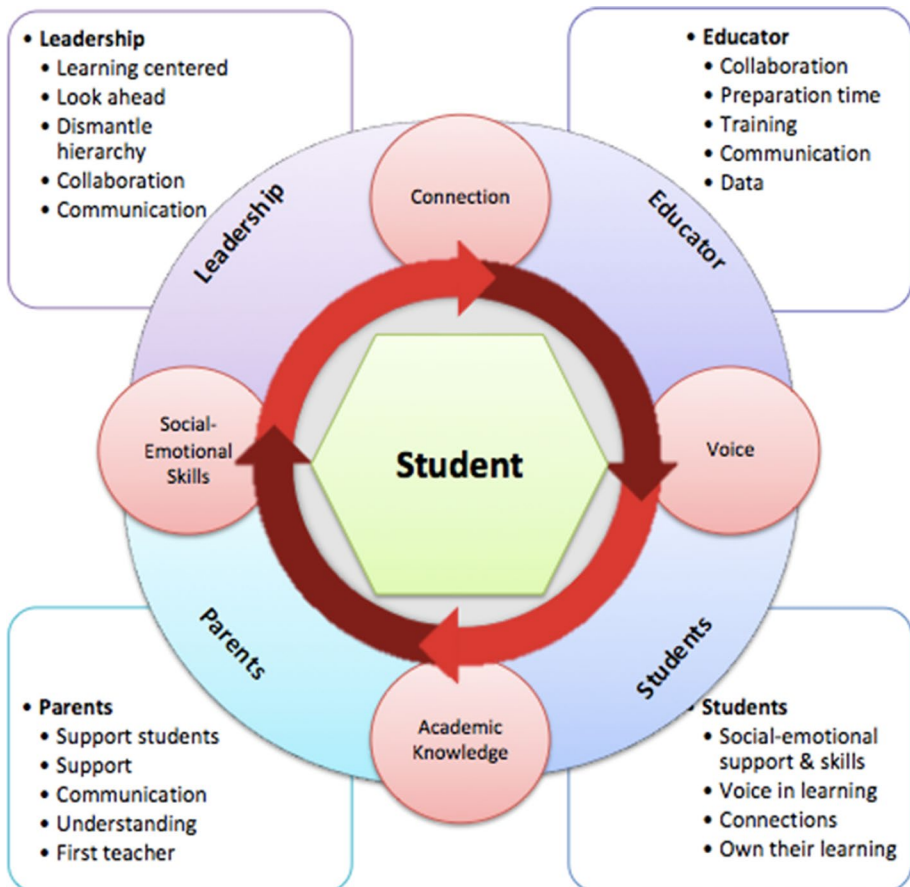 • Leadership
• Learning centered
• Look ahead
• Dismantle
hierarchy
• Collaboration
• Communication
• Educator
• Collaboration
• Preparation time
• Training
• Communication
• Data
Connection
Leadership
Educator
Social-
Emotional
Skills
Student
Voice
Parents
Students
Academic
Knowledge
• Parents
• Support students
• Support
• Communication
• Understanding
• First teacher
• Students
• Social-emotional
support & skills
• Voice in learning
• Connections
• Own their learning